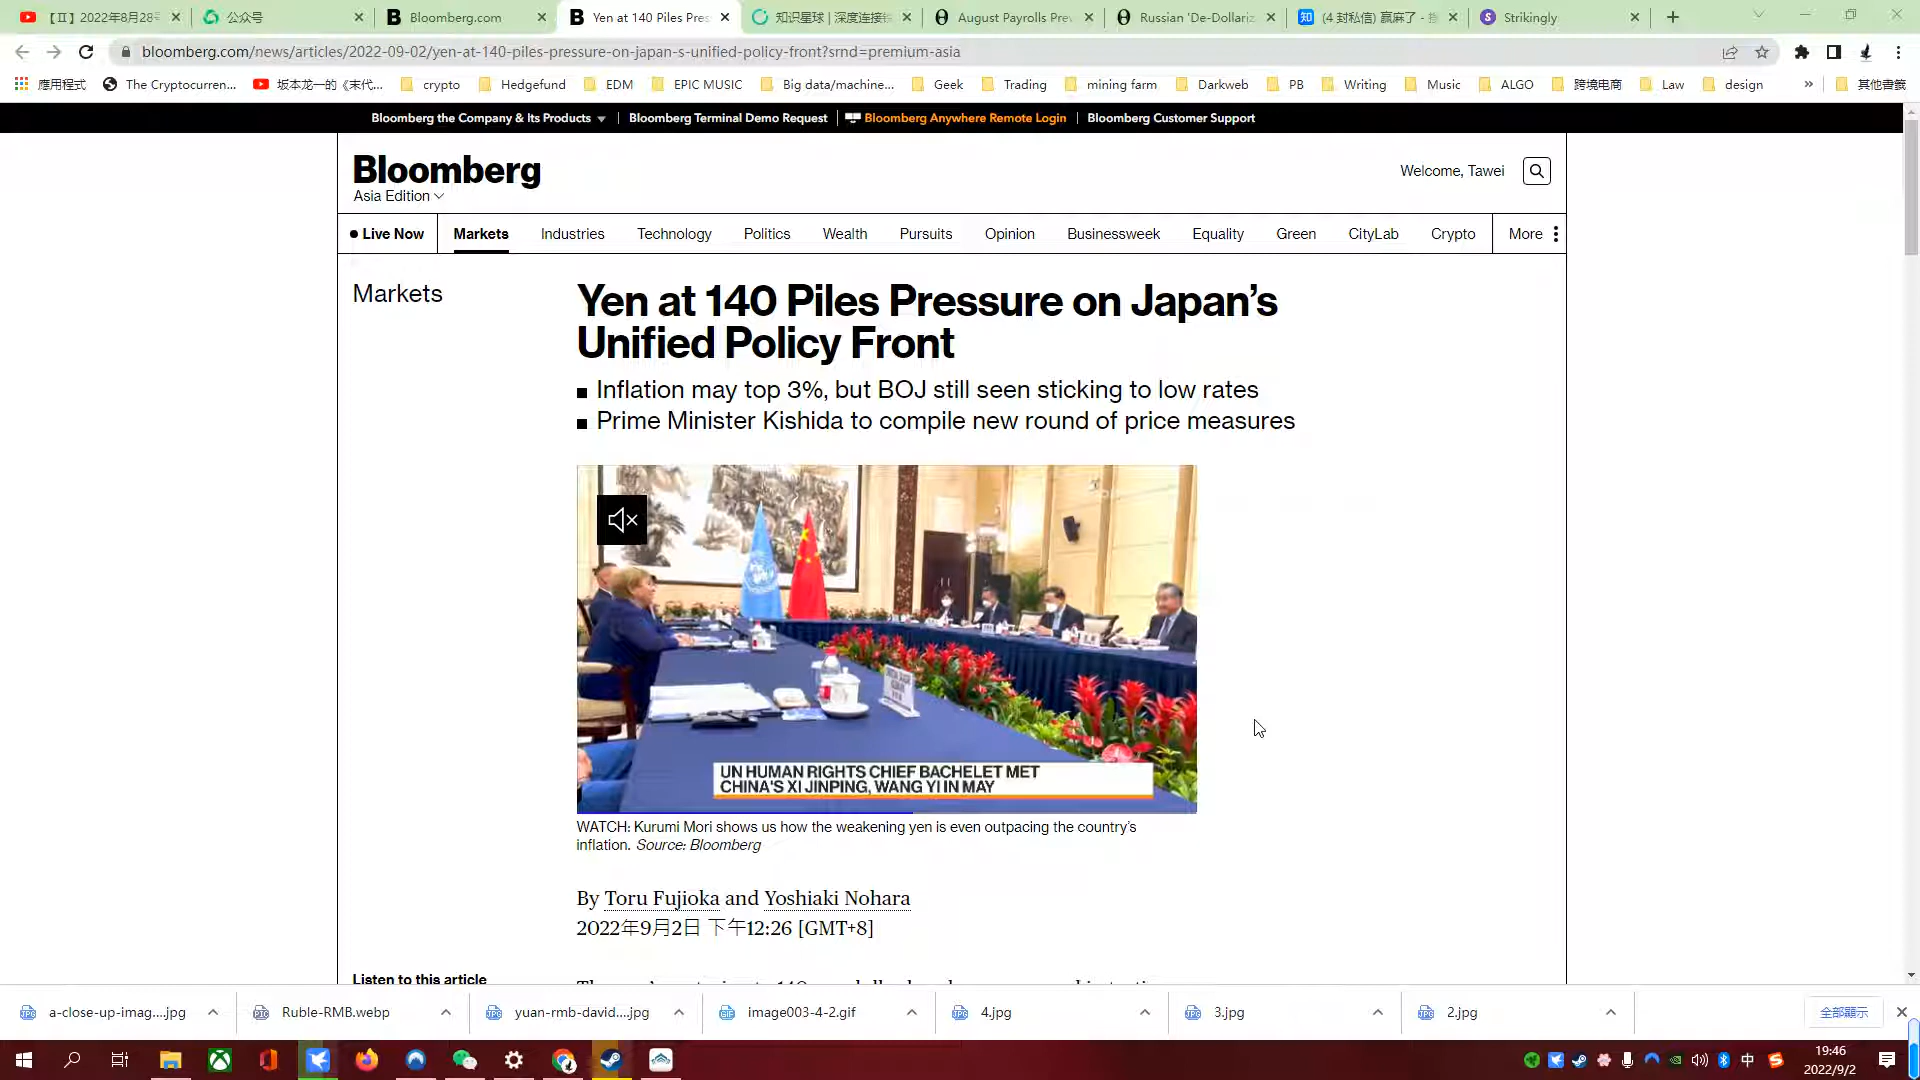 【II】2022年8月28
公众号
Bloomberg.com
Yen at 140 Piles Pres
知识星球 | 深度连接铁
August Payrolls Prev
Russian 'De-Dollariz
(4 封私信) 赢麻了 -
Strikingly
bloomberg.com/news/articles/2022-09-02/yen-at-140-piles-pressure-on-japan-s-unified-policy-front?srnd=premium-asia
應用程式
The Cryptocurren...
坂本龙一的《末代...
crypto
Hedgefund
EDM
EPIC MUSIC
Big data/machine...
Geek
Trading
mining farm
Darkweb
PB
Writing
Music
ALGO
跨境电商
Law
design
»
其他書籤
Bloomberg the Company & Its Products
Bloomberg Terminal Demo Request
Bloomberg Anywhere Remote Login
Bloomberg Customer Support
Bloomberg
Asia Edition
Welcome, Tawei
Live Now
Markets
Industries
Technology
Politics
Wealth
Pursuits
Opinion
Businessweek
Equality
Green
CityLab
Crypto
More
Markets
Yen at 140 Piles Pressure on Japan's
Unified Policy Front
Inflation may top 3%, but BOJ still seen sticking to low rates
Prime Minister Kishida to compile new round of price measures
UN HUMAN RIGHTS CHIEF BACHELET MET
CHINA'S XI JINPING, WANG YI IN MAY
WATCH: Kurumi Mori shows us how the weakening yen is even outpacing the country's
inflation. Source: Bloomberg
By Toru Fujioka and Yoshiaki Nohara
2022年9月2日 下午12:26 [GMT+8]
Listen to this article
a-close-up-imag....jpg
Ruble-RMB.webp
yuan-rmb-david....jpg
image003-4-2.gif
4.jpg
3.jpg
2.jpg
全部顯示
中
19:46
2022/9/2